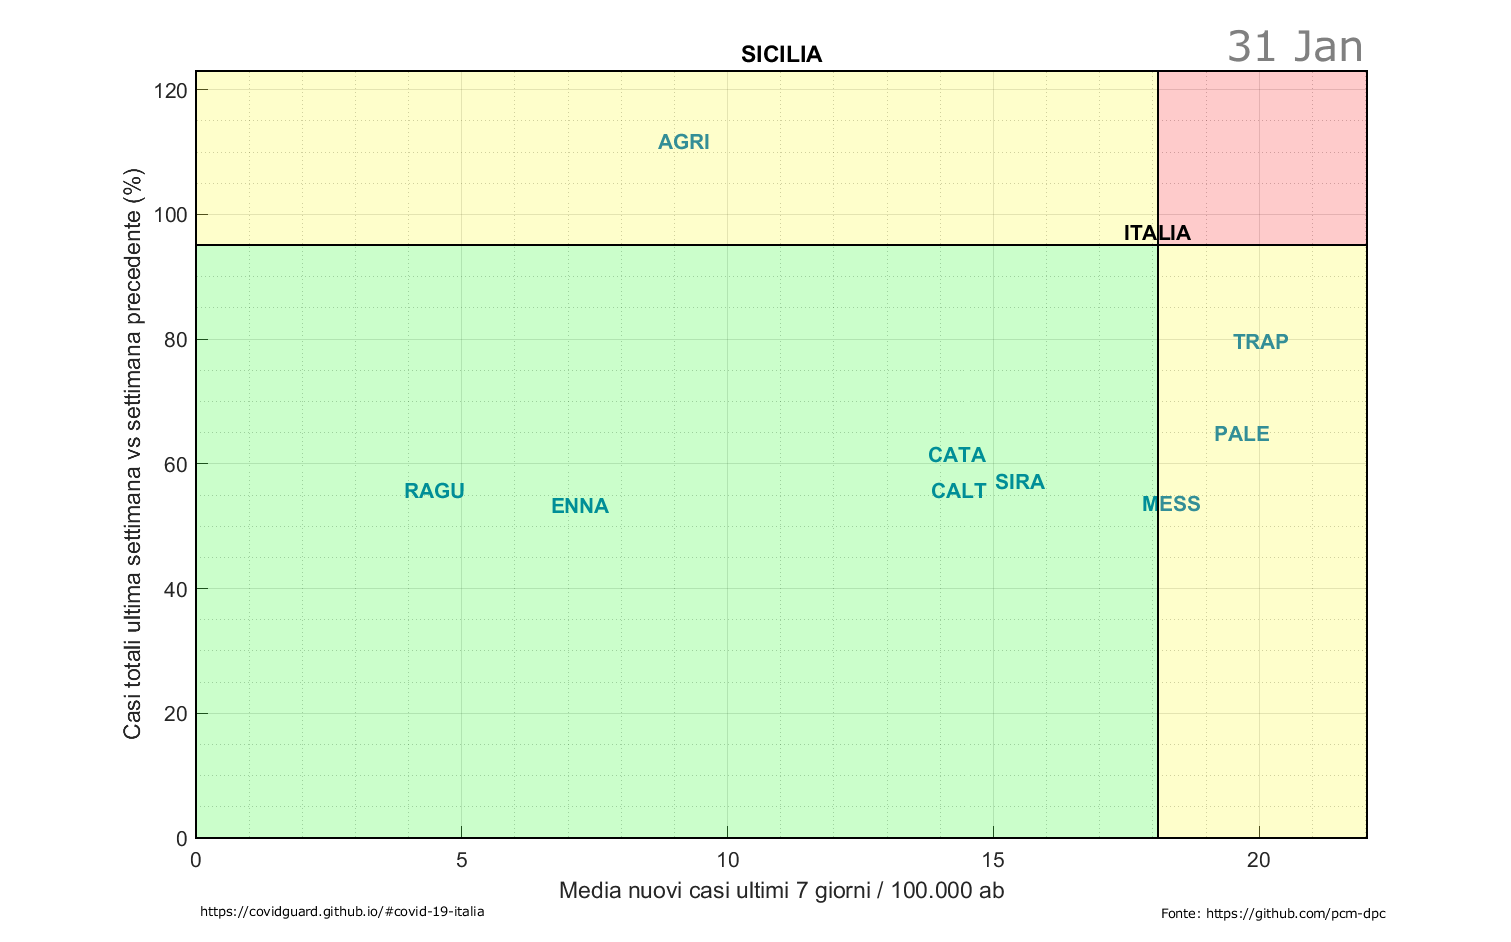 31 Jan
SICILIA
Casi totali ultima settimana vs settimana precedente (%)
120
100
80
60
40
20
0
AGRI
ITALIA
TRAP
PALE
CATA
SIRA
RAGU
CALT
ENNA
MESS
0 5 10 15 20
Media nuovi casi ultimi 7 giorni / 100.000 ab
https://covidguard.github.io/#covid-19-italia
Fonte: https://github.com/pcm-dpc